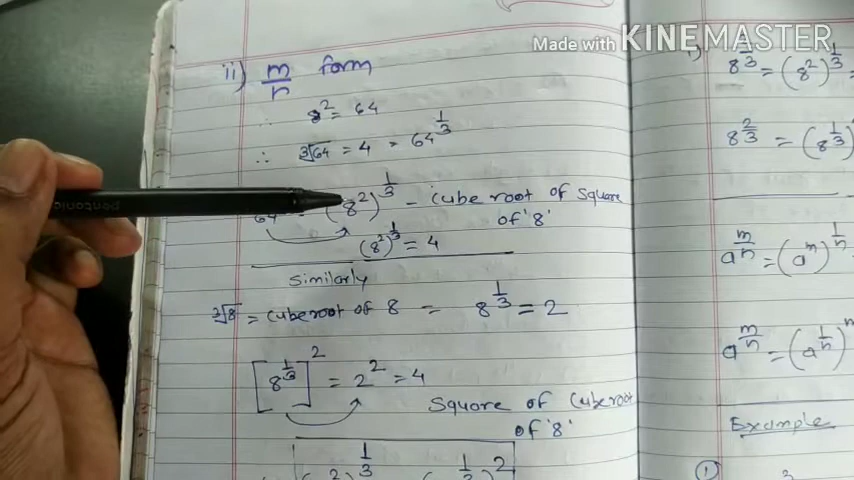 Made with KINEMASTER
ii) m/n form
∴ 8² = 64
∴ ∛64 = 4 = 64^(1/3)
(8²)^(1/3) - cube root of square
of '8'
(8²)^(1/3) = 4
Similarly
∛8 = cuberoot of 8 = 8^(1/3) = 2
[8^(1/3)]² = 2² = 4
Square of Cuberoot
of '8'
8^(2/3) = (8²)^(1/3)
8^(2/3) = (8^(1/3))
a^(m/n) = (a^m)^(1/n)
a^(m/n) = (a^(1/n))^m
Example
①
pentonic